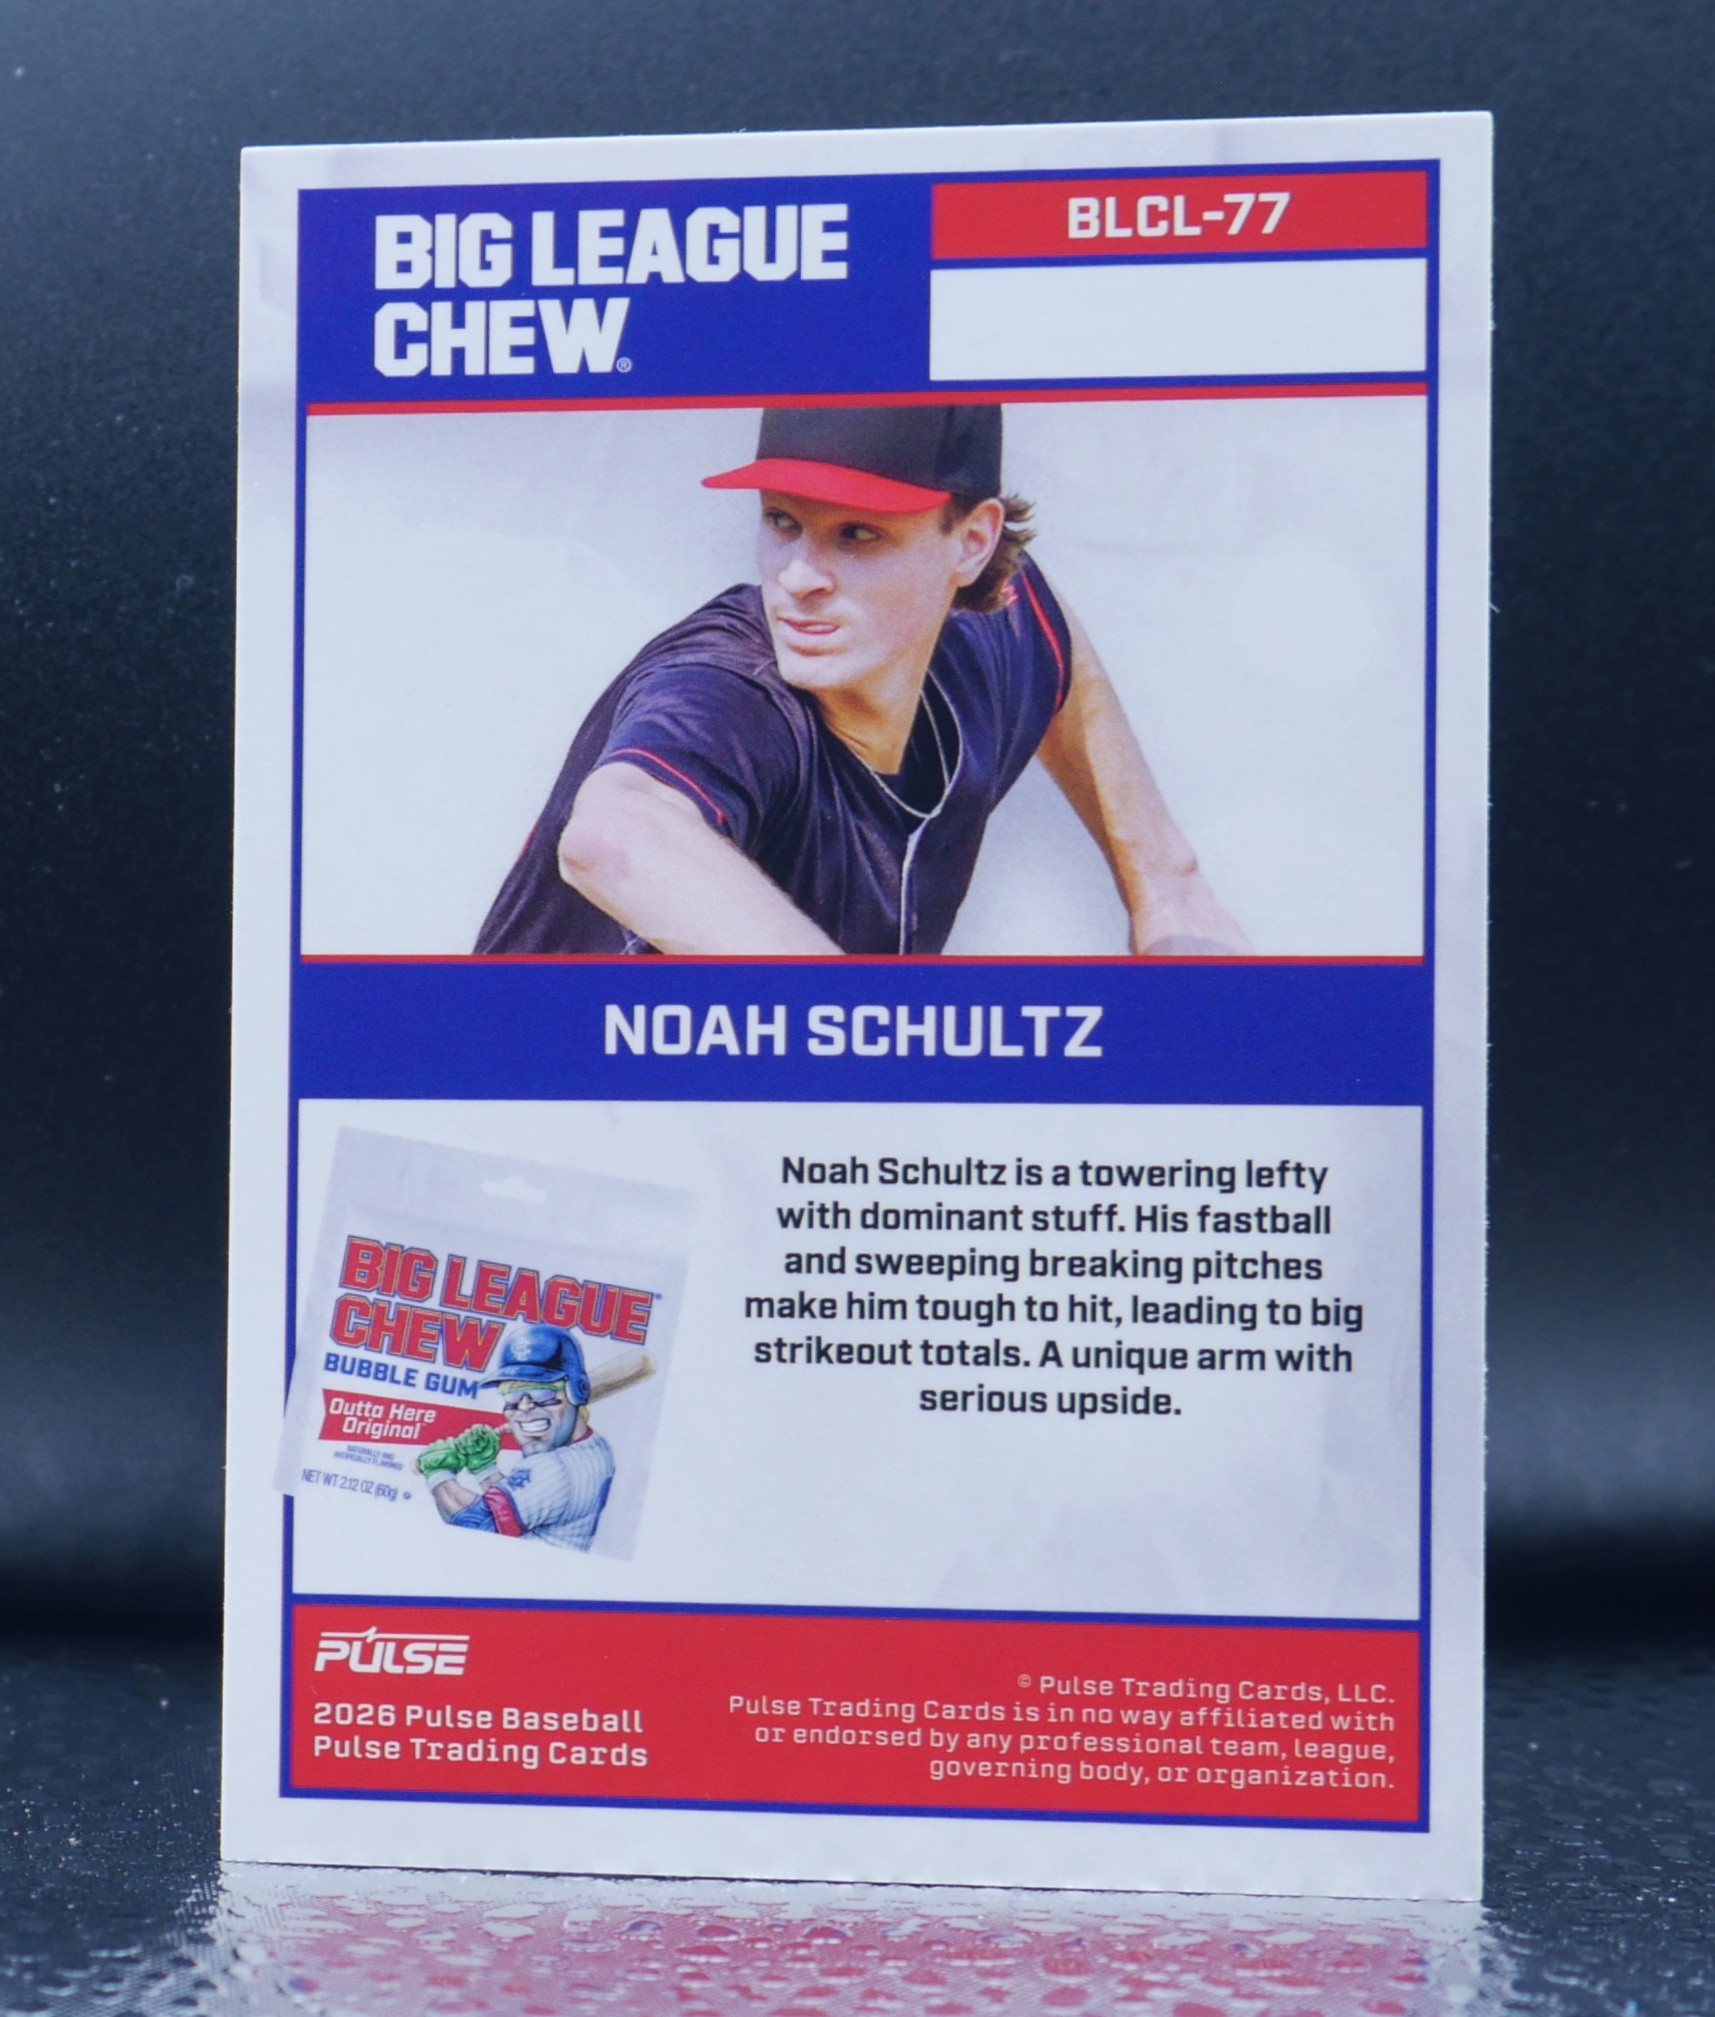 BIG LEAGUE
CHEW®
BLCL-77
NOAH SCHULTZ
Noah Schultz is a towering lefty
with dominant stuff. His fastball
and sweeping breaking pitches
make him tough to hit, leading to big
strikeout totals. A unique arm with
serious upside.
BIG LEAGUE
CHEW
BUBBLE GUM
Outta Here
Original
NATURALLY AND
ARTIFICIALLY FLAVORED
NET WT 2.12 OZ (60g)
PULSE
2026 Pulse Baseball
Pulse Trading Cards
© Pulse Trading Cards, LLC.
Pulse Trading Cards is in no way affiliated with
or endorsed by any professional team, league,
governing body, or organization.